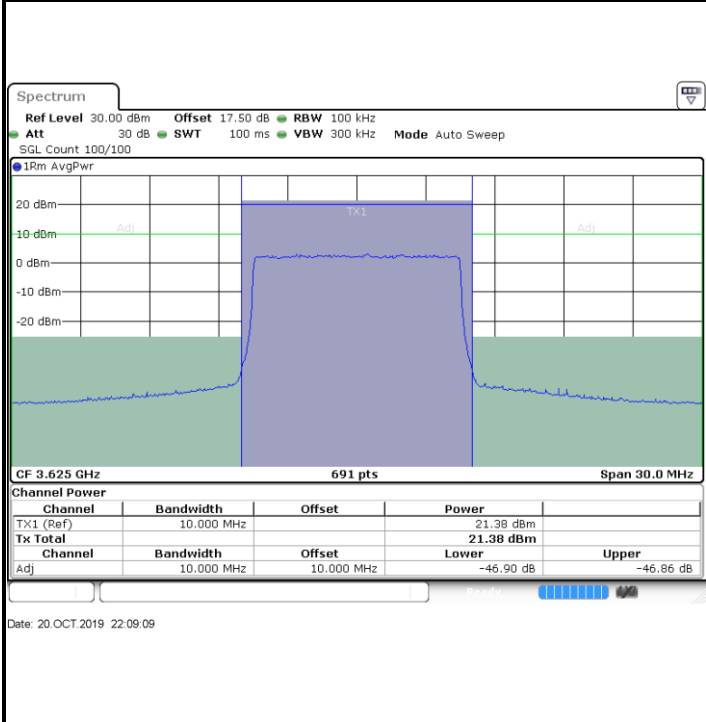 Spectrum
Ref Level 30.00 dBm Offset 17.50 dB RBW 100 kHz
Att 30 dB SWT 100 ms VBW 300 kHz Mode Auto Sweep
SGL Count 100/100
1Rm AvgPwr
20 dBm
TX1
Adj Adj
10 dBm
0 dBm
-10 dBm
-20 dBm
CF 3.625 GHz 691 pts Span 30.0 MHz
Channel Power
Channel Bandwidth Offset Power
TX1 (Ref) 10.000 MHz 21.38 dBm
Tx Total 21.38 dBm
Channel Bandwidth Offset Lower Upper
Adj 10.000 MHz 10.000 MHz -46.90 dB -46.86 dB
Ready
Date: 20.OCT.2019 22:09:09